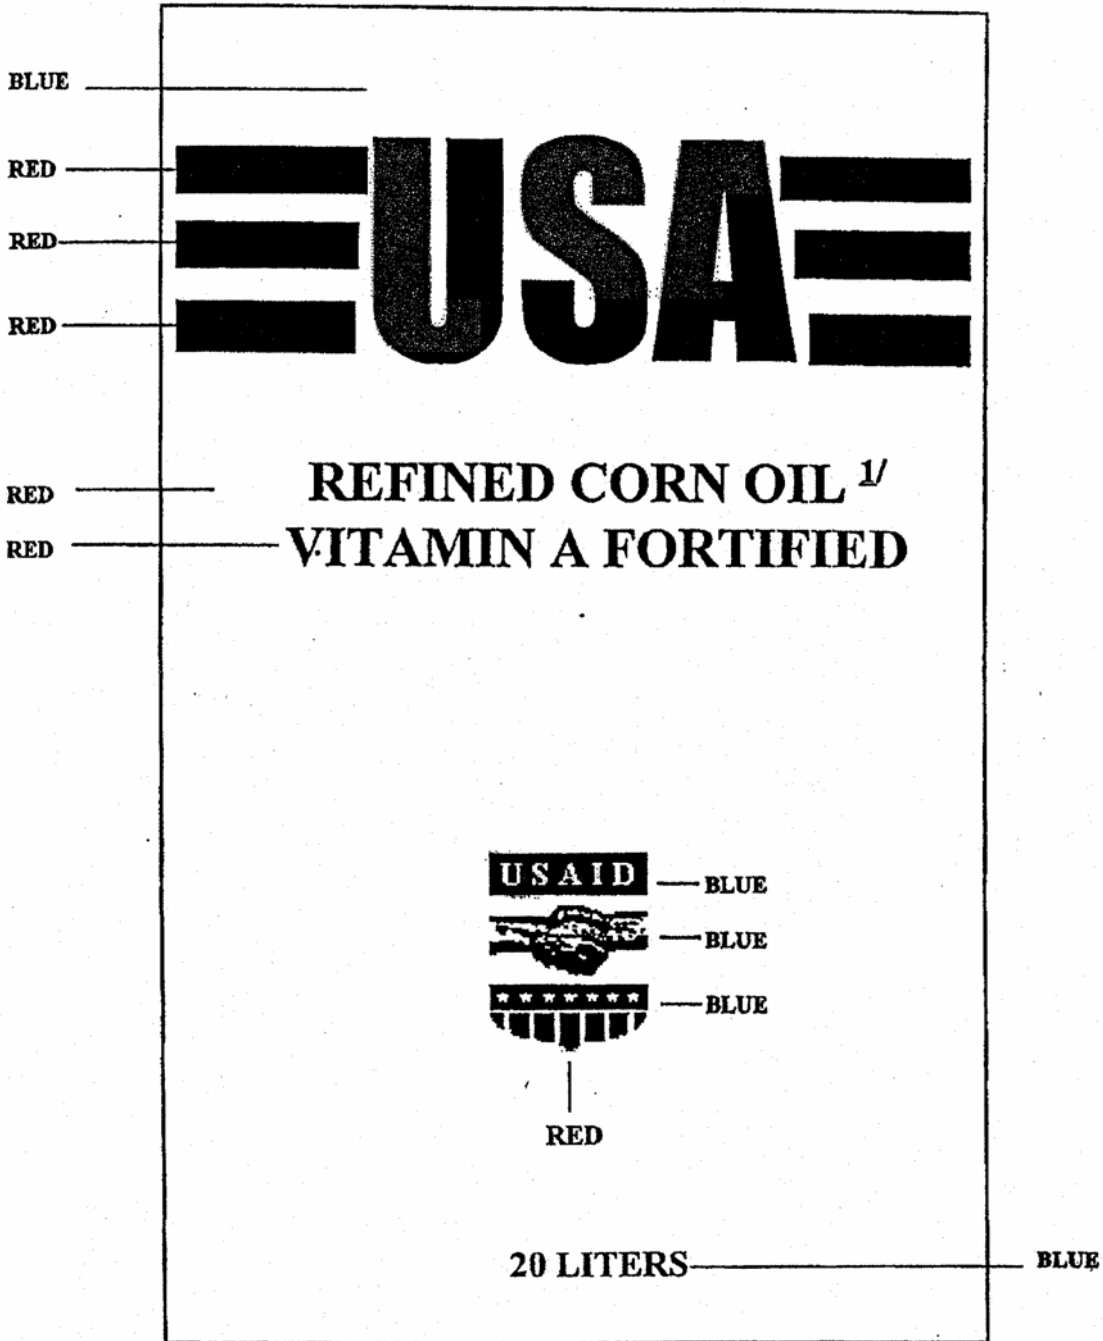 BLUE
RED
USA
RED
RED
RED REFINED CORN OIL 1/
RED VITAMIN A FORTIFIED
USAID BLUE
BLUE
BLUE
RED
20 LITERS BLUE